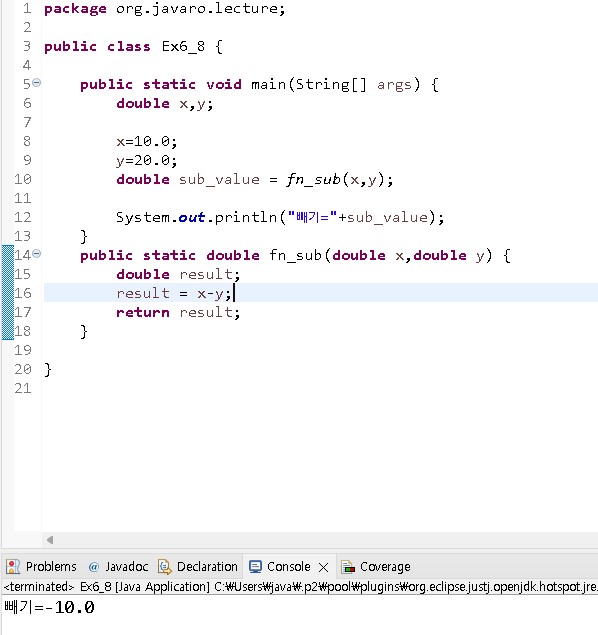 1 package org.javaro.lecture;
2
3 public class Ex6_8 {
4
5 public static void main(String[] args) {
6 double x,y;
7
8 x=10.0;
9 y=20.0;
10 double sub_value = fn_sub(x,y);
11
12 System.out.println("빼기="+sub_value);
13 }
14 public static double fn_sub(double x,double y) {
15 double result;
16 result = x-y;
17 return result;
18 }
19
20 }
21
Problems @ Javadoc Declaration Console Coverage
<terminated> Ex6_8 [Java Application] C:₩Users₩java₩.p2₩pool₩plugins₩org.eclipse.justj.openjdk.hotspot.jre.
빼기=-10.0